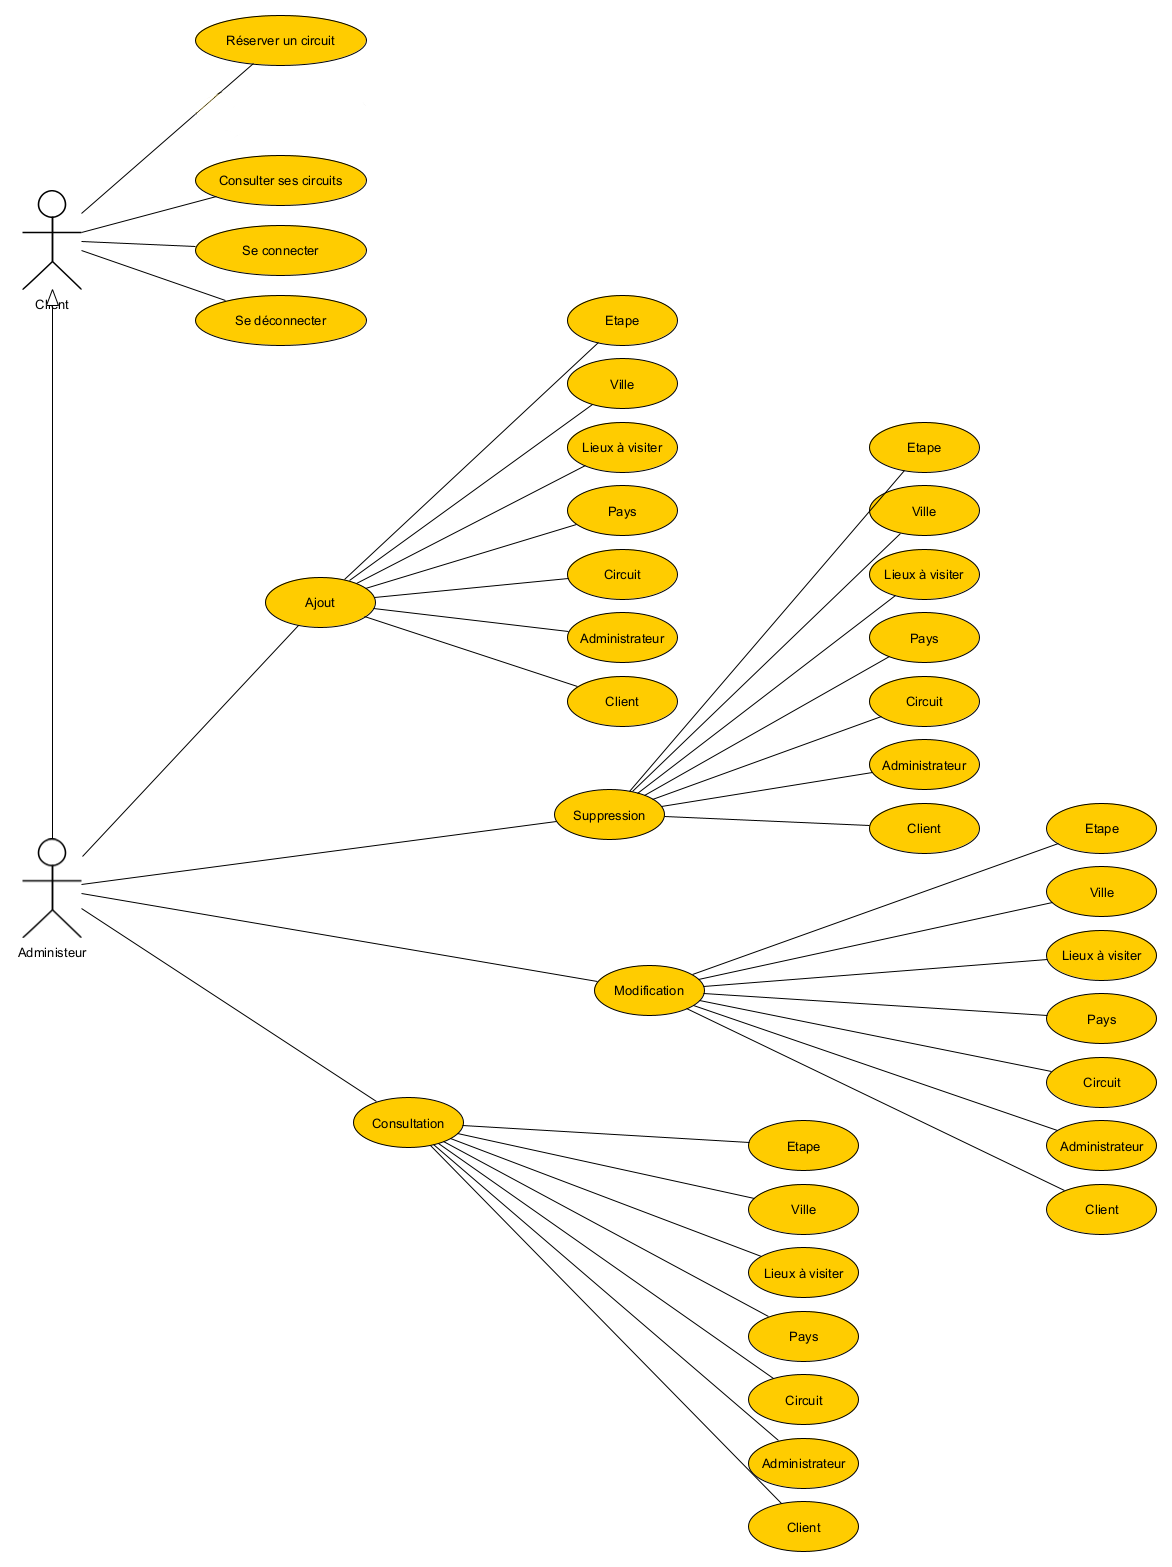 Réserver un circuit
Consulter ses circuits
Se connecter
Client
Se déconnecter
Etape
Ville
Lieux à visiter
Pays
Circuit
Ajout
Administrateur
Client
Etape
Ville
Lieux à visiter
Pays
Circuit
Administrateur
Suppression
Client
Administeur
Etape
Ville
Lieux à visiter
Modification
Pays
Circuit
Administrateur
Client
Consultation
Etape
Ville
Lieux à visiter
Pays
Circuit
Administrateur
Client